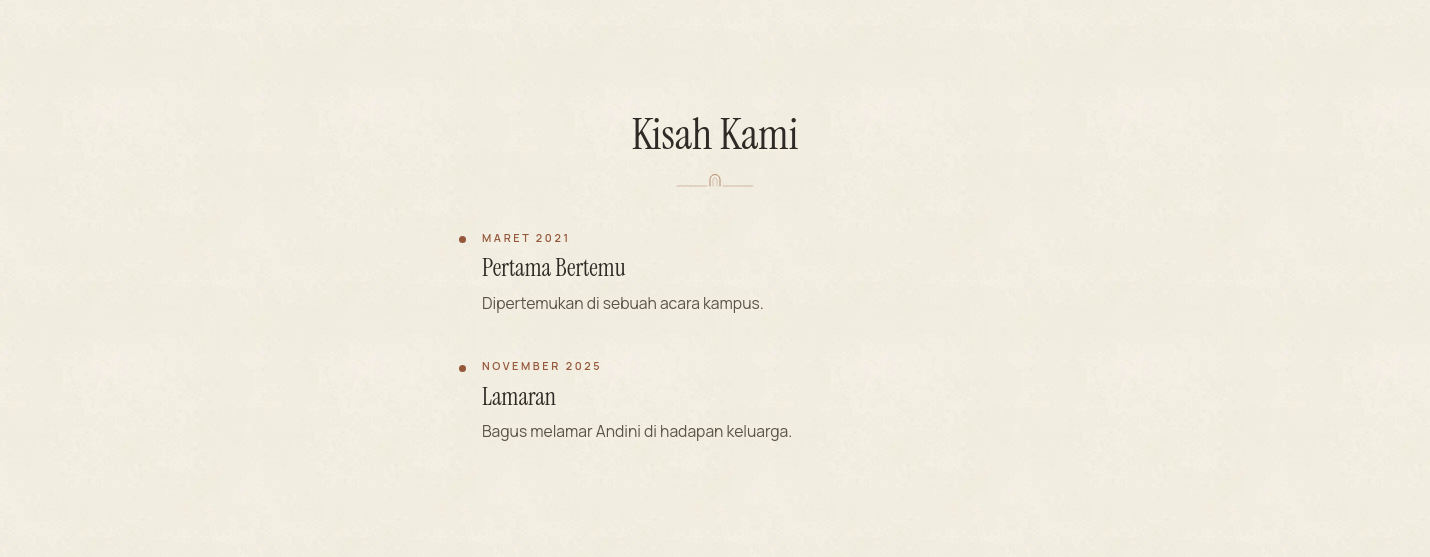 Kisah Kami
MARET 2021
Pertama Bertemu
Dipertemukan di sebuah acara kampus.
NOVEMBER 2025
Lamaran
Bagus melamar Andini di hadapan keluarga.